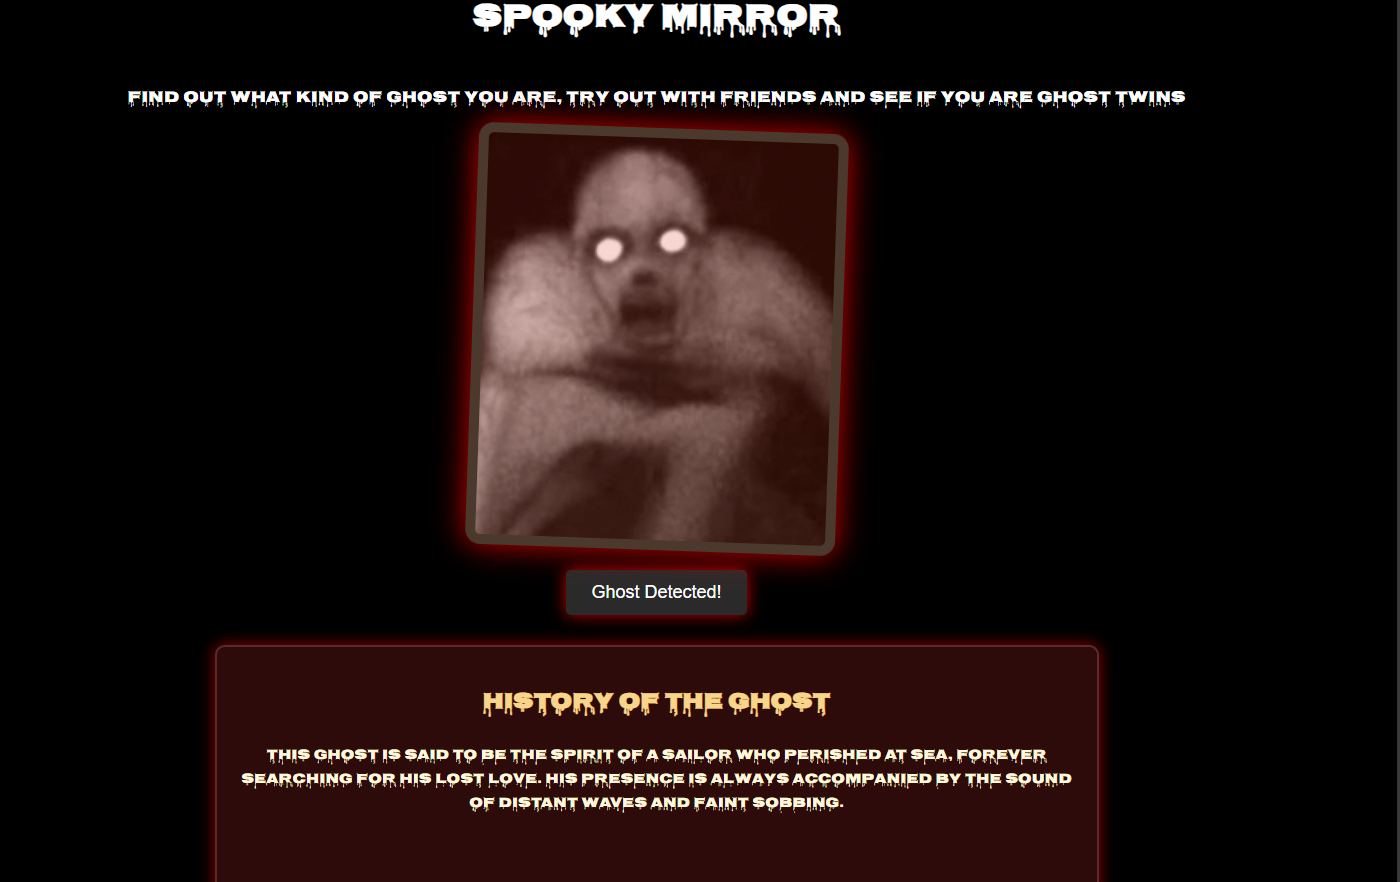 SPOOKY MIRROR
FIND OUT WHAT KIND OF GHOST YOU ARE, TRY OUT WITH FRIENDS AND SEE IF YOU ARE GHOST TWINS
Ghost Detected!
HISTORY OF THE GHOST
THIS GHOST IS SAID TO BE THE SPIRIT OF A SAILOR WHO PERISHED AT SEA, FOREVER
SEARCHING FOR HIS LOST LOVE. HIS PRESENCE IS ALWAYS ACCOMPANIED BY THE SOUND
OF DISTANT WAVES AND FAINT SOBBING.